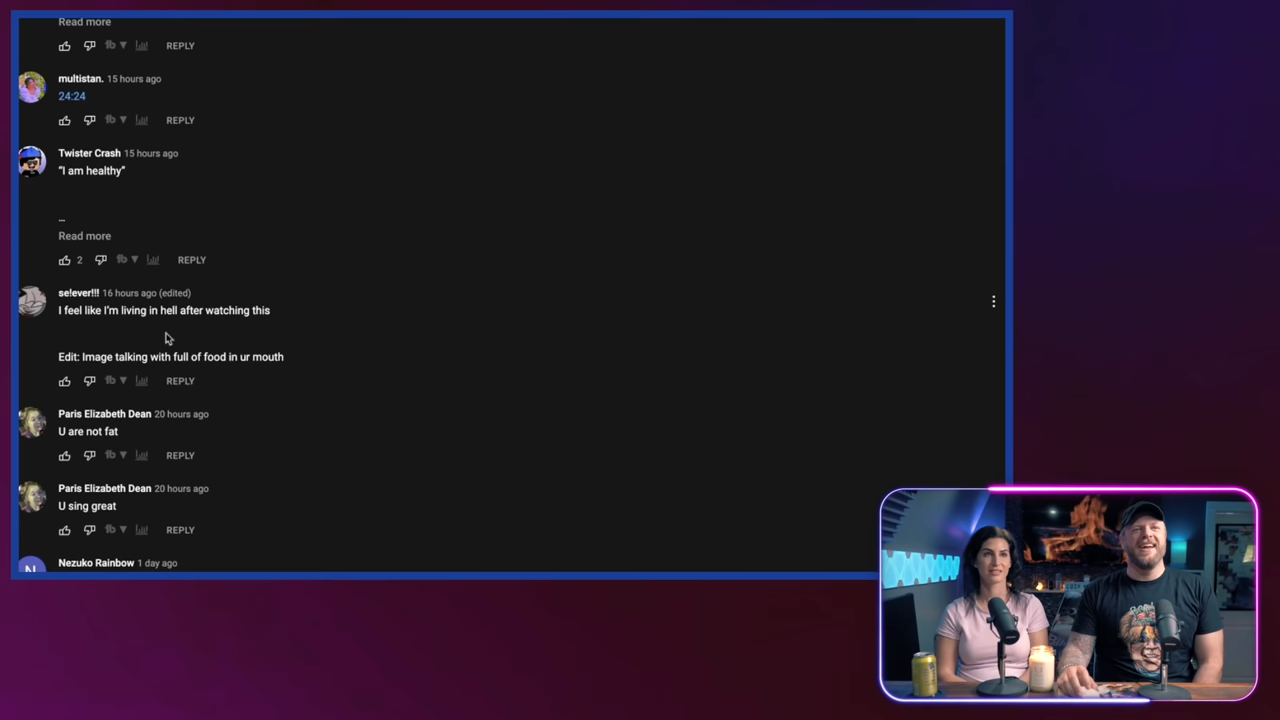 Read more
REPLY
multistan. 15 hours ago
24:24
REPLY
Twister Crash 15 hours ago
“I am healthy”
...
Read more
2 REPLY
se!ever!!! 16 hours ago (edited)
I feel like I’m living in hell after watching this
Edit: Image talking with full of food in ur mouth
REPLY
Paris Elizabeth Dean 20 hours ago
U are not fat
REPLY
Paris Elizabeth Dean 20 hours ago
U sing great
REPLY
N Nezuko Rainbow 1 day ago